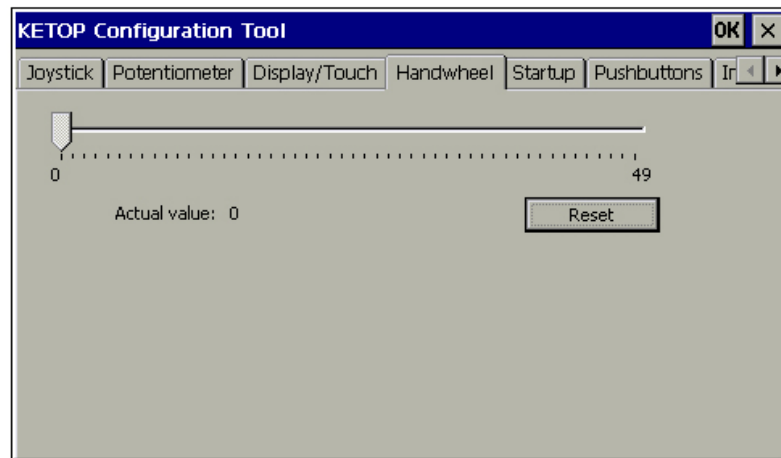 KETOP Configuration Tool OK ×
Joystick Potentiometer Display/Touch Handwheel Startup Pushbuttons
0 49
Actual value: 0 Reset